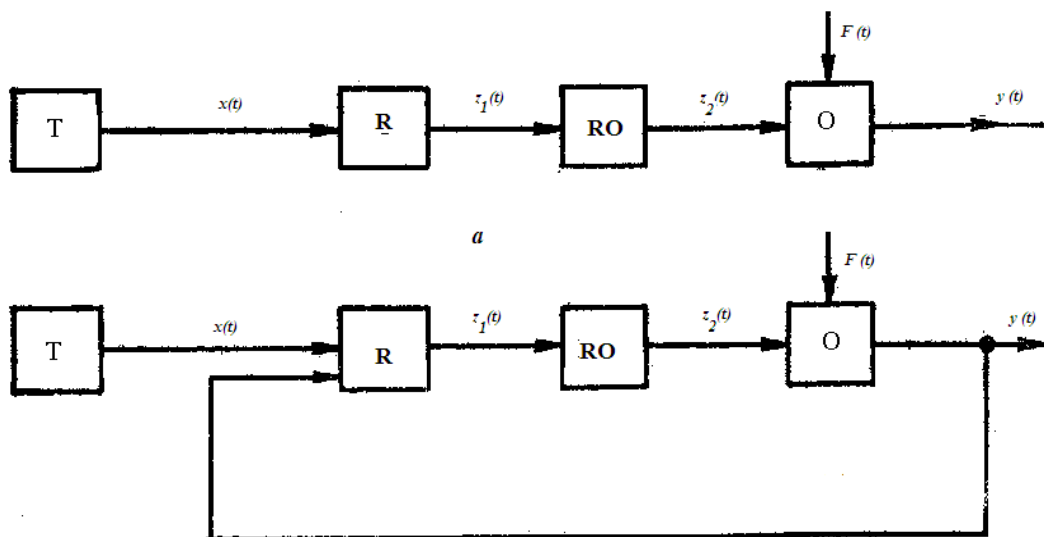 F (t)
x(t) z₁(t) z₂(t) y (t)
T R RO O
a
F (t)
x(t) z₁(t) z₂(t) y (t)
T R RO O